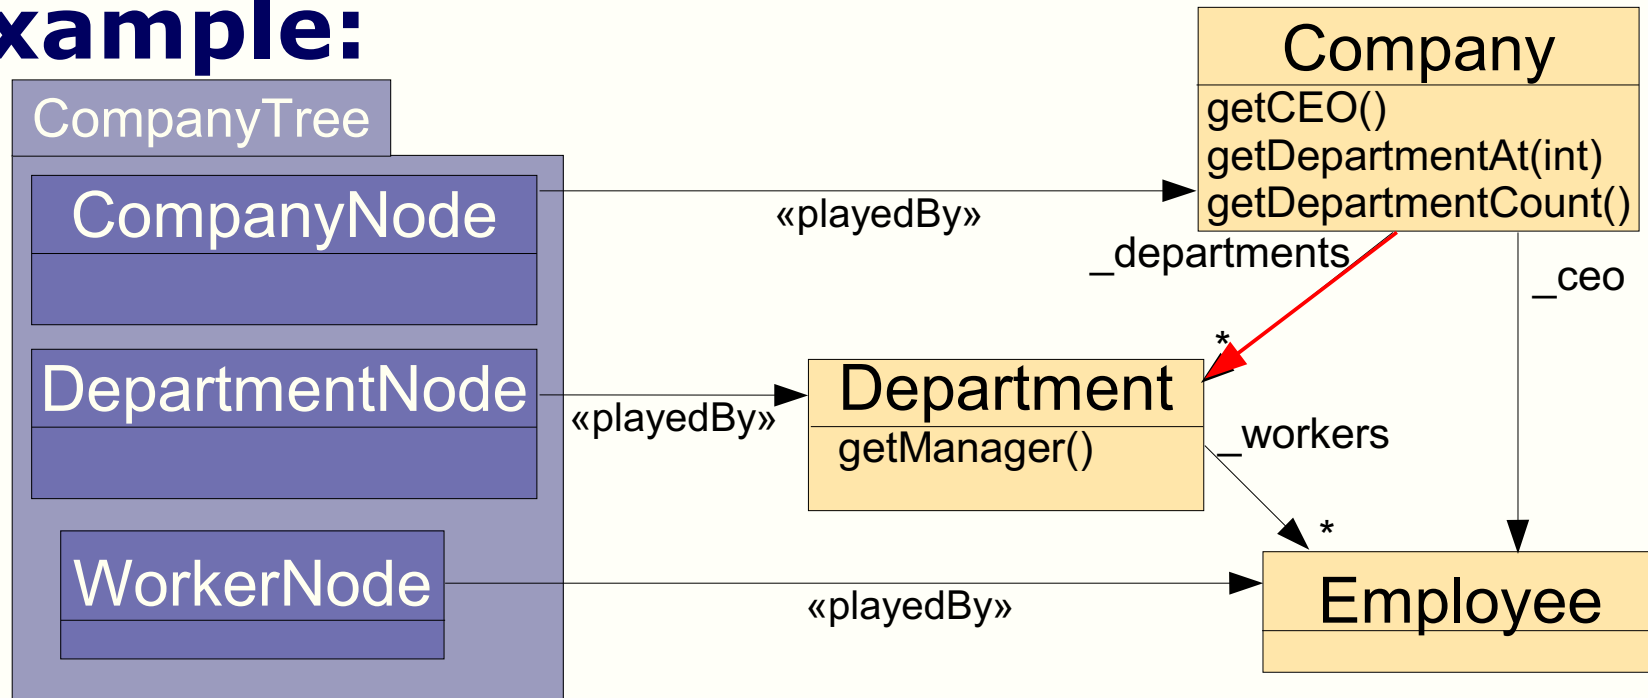 xample:
CompanyTree
CompanyNode
DepartmentNode
WorkerNode
«playedBy»
«playedBy»
«playedBy»
Company
getCEO()
getDepartmentAt(int)
getDepartmentCount()
_departments
*
_ceo
Department
getManager()
_workers
*
Employee